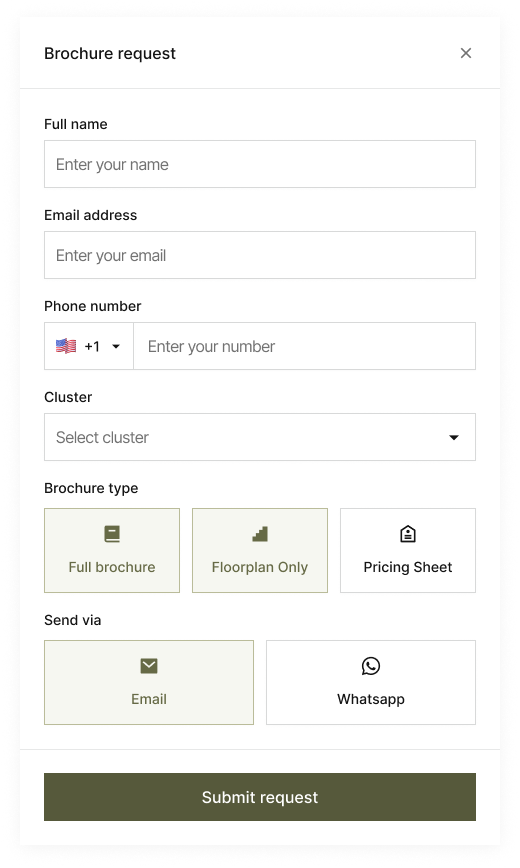 Brochure request
Full name
Enter your name
Email address
Enter your email
Phone number
+1 Enter your number
Cluster
Select cluster
Brochure type
Full brochure Floorplan Only Pricing Sheet
Send via
Email Whatsapp
Submit request